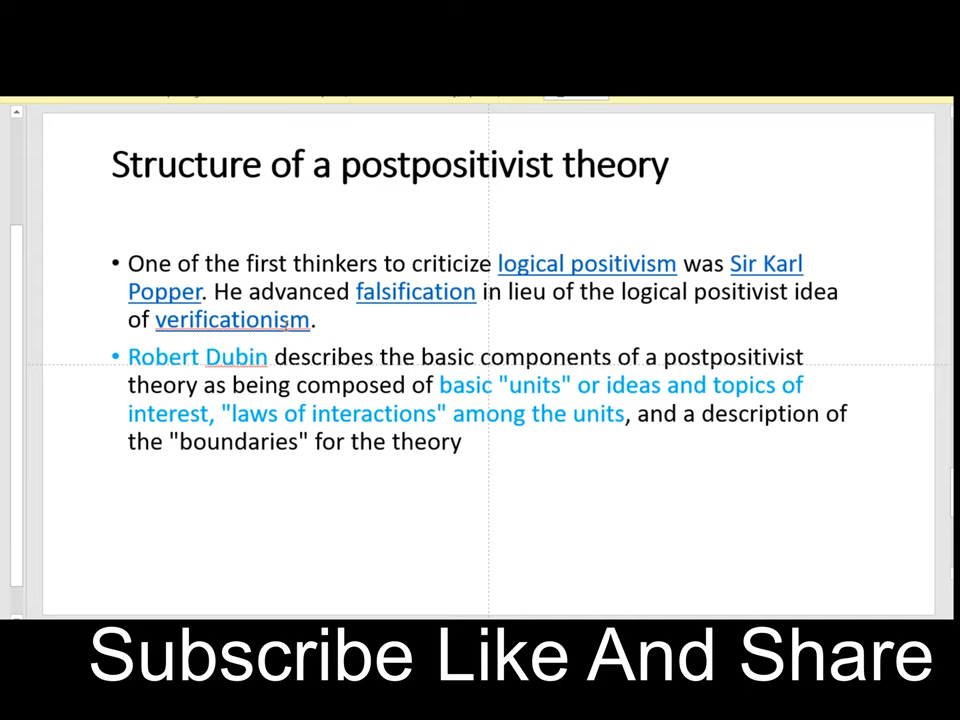 Structure of a postpositivist theory
• One of the first thinkers to criticize logical positivism was Sir Karl
Popper. He advanced falsification in lieu of the logical positivist idea
of verificationism.
• Robert Dubin describes the basic components of a postpositivist
theory as being composed of basic "units" or ideas and topics of
interest, "laws of interactions" among the units, and a description of
the "boundaries" for the theory
Subscribe Like And Share